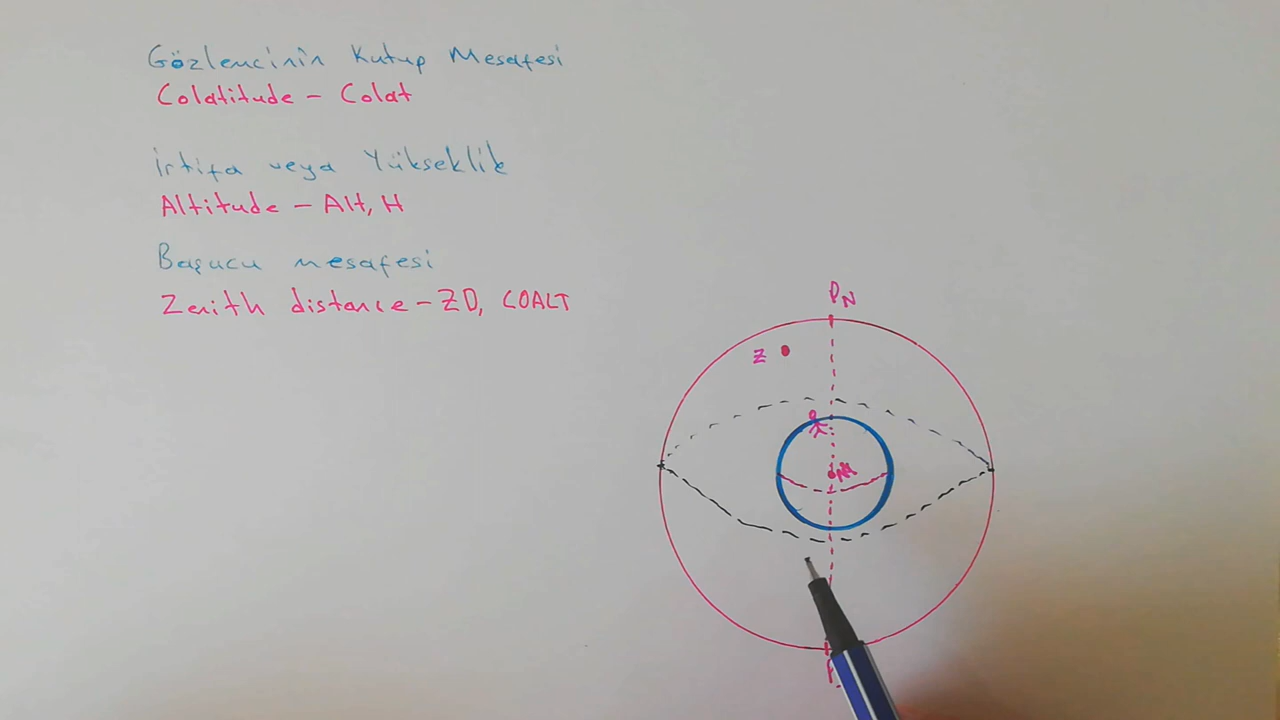 Gözlemcinin Kutup Mesafesi
Colatitude - Colat
İrtifa veya Yükseklik
Altitude - Alt, H
Başucu mesafesi
Zenith distance - ZD, COALT
PN
Z